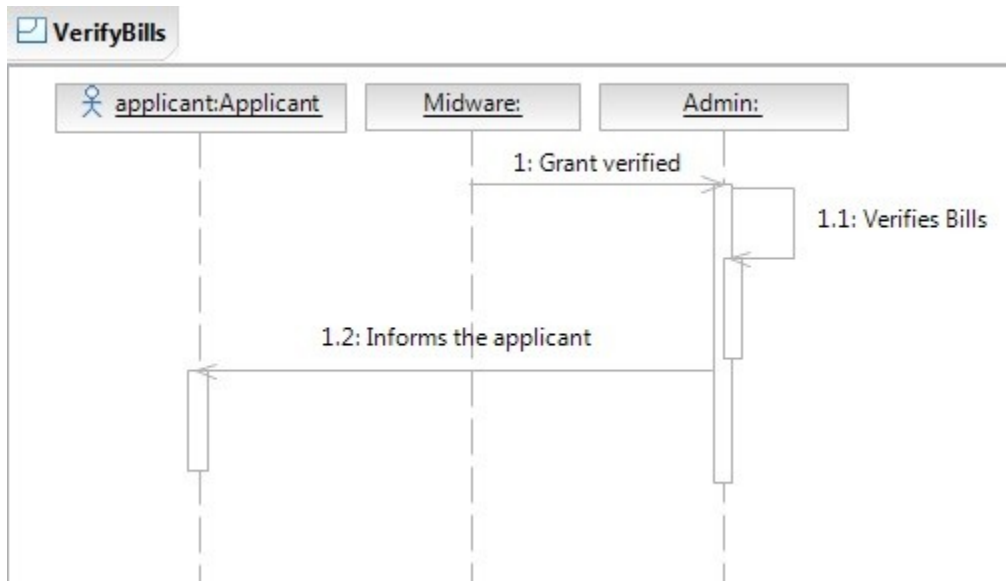 VerifyBills
applicant:Applicant
Midware:
Admin:
1: Grant verified
1.1: Verifies Bills
1.2: Informs the applicant